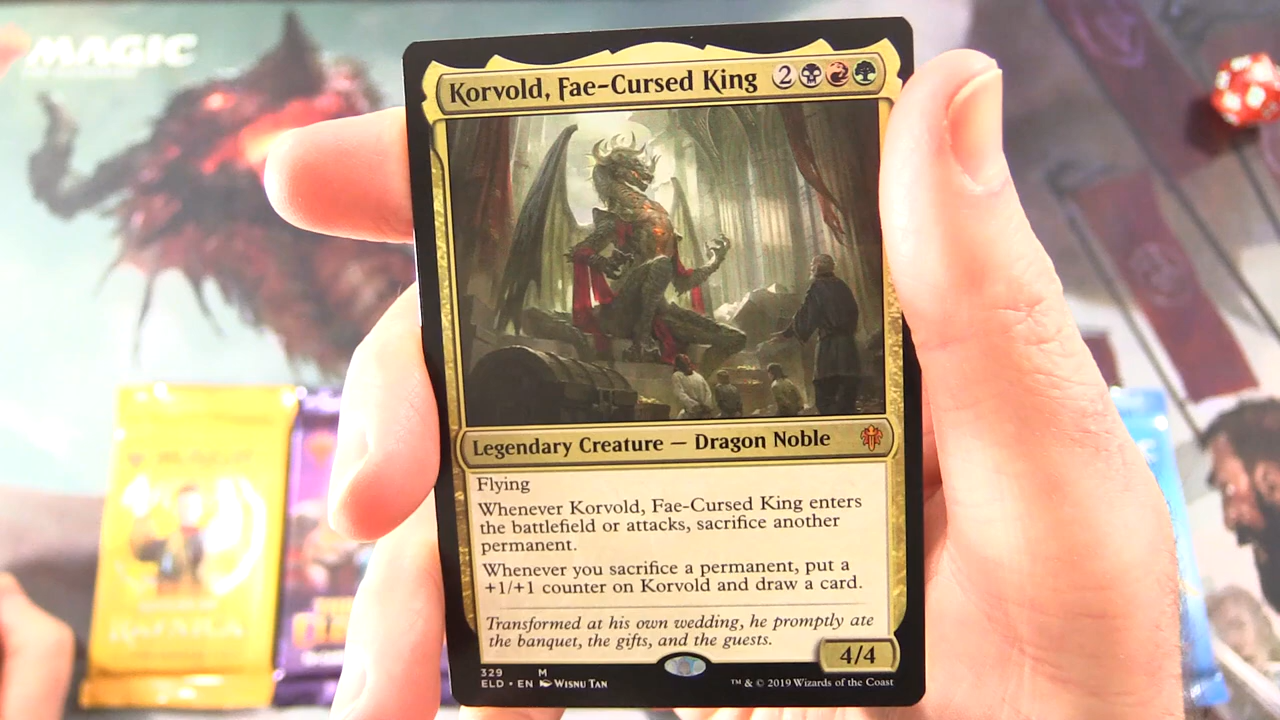 MAGIC
Korvold, Fae-Cursed King 2
Legendary Creature — Dragon Noble
Flying
Whenever Korvold, Fae-Cursed King enters
the battlefield or attacks, sacrifice another
permanent.
Whenever you sacrifice a permanent, put a
+1/+1 counter on Korvold and draw a card.
Transformed at his own wedding, he promptly ate
the banquet, the gifts, and the guests.
4/4
329 M
ELD • EN Wisnu Tan
™ & © 2019 Wizards of the Coast